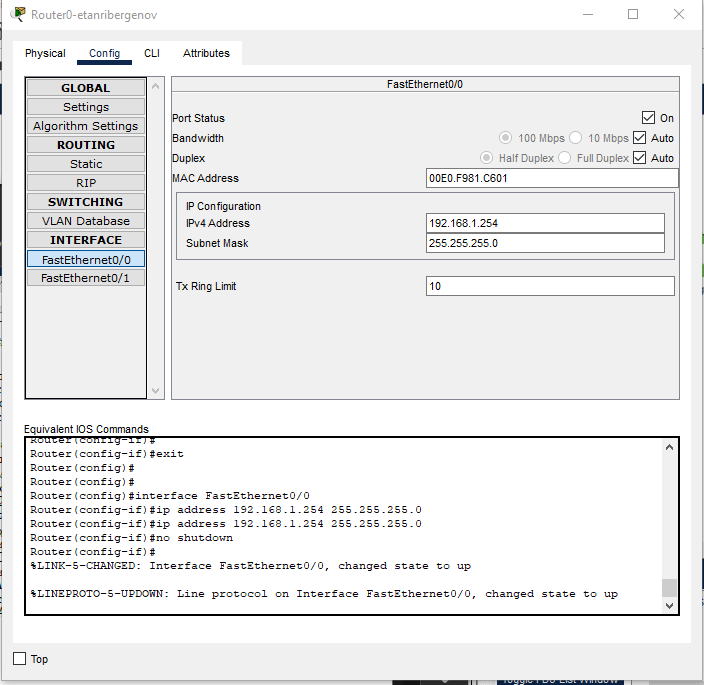 Router0-etanribergenov
Physical Config CLI Attributes
GLOBAL
Settings
Algorithm Settings
ROUTING
Static
RIP
SWITCHING
VLAN Database
INTERFACE
FastEthernet0/0
FastEthernet0/1
FastEthernet0/0
Port Status On
Bandwidth 100 Mbps 10 Mbps Auto
Duplex Half Duplex Full Duplex Auto
MAC Address 00E0.F981.C601
IP Configuration
IPv4 Address 192.168.1.254
Subnet Mask 255.255.255.0
Tx Ring Limit 10
Equivalent IOS Commands
Router(config-if)#
Router(config-if)#exit
Router(config)#
Router(config)#
Router(config)#interface FastEthernet0/0
Router(config-if)#ip address 192.168.1.254 255.255.255.0
Router(config-if)#ip address 192.168.1.254 255.255.255.0
Router(config-if)#no shutdown
Router(config-if)#
%LINK-5-CHANGED: Interface FastEthernet0/0, changed state to up
%LINEPROTO-5-UPDOWN: Line protocol on Interface FastEthernet0/0, changed state to up
Top
Toggle PDU List Window